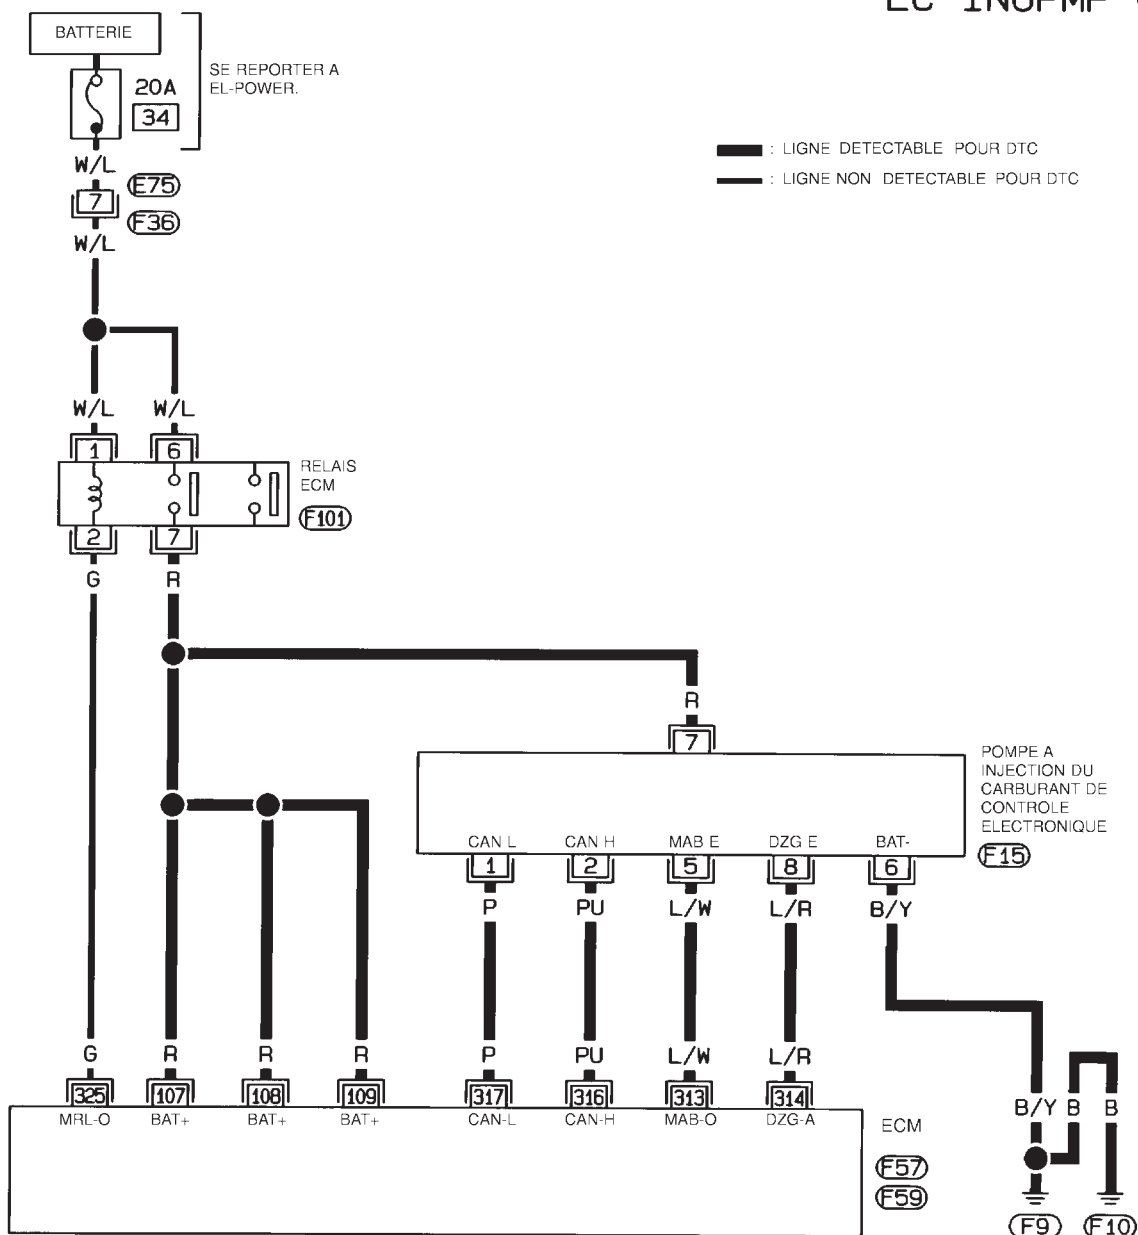 BATTERIE
20A
34
SE REPORTER A
EL-POWER.
: LIGNE DETECTABLE POUR DTC
: LIGNE NON DETECTABLE POUR DTC
W/L
7
E75
F36
W/L
W/L W/L
1 6
RELAIS
ECM
F101
2 7
G R
R
7
POMPE A
INJECTION DU
CARBURANT DE
CONTROLE
ELECTRONIQUE
F15
CAN L CAN H MAB E DZG E BAT-
1 2 5 8 6
P PU L/W L/R B/Y
G R R R P PU L/W L/R
325 107 108 109 317 316 313 314
MRL-O BAT+ BAT+ BAT+ CAN-L CAN-H MAB-O DZG-A
ECM
F57
F59
B/Y B B
F9 F10